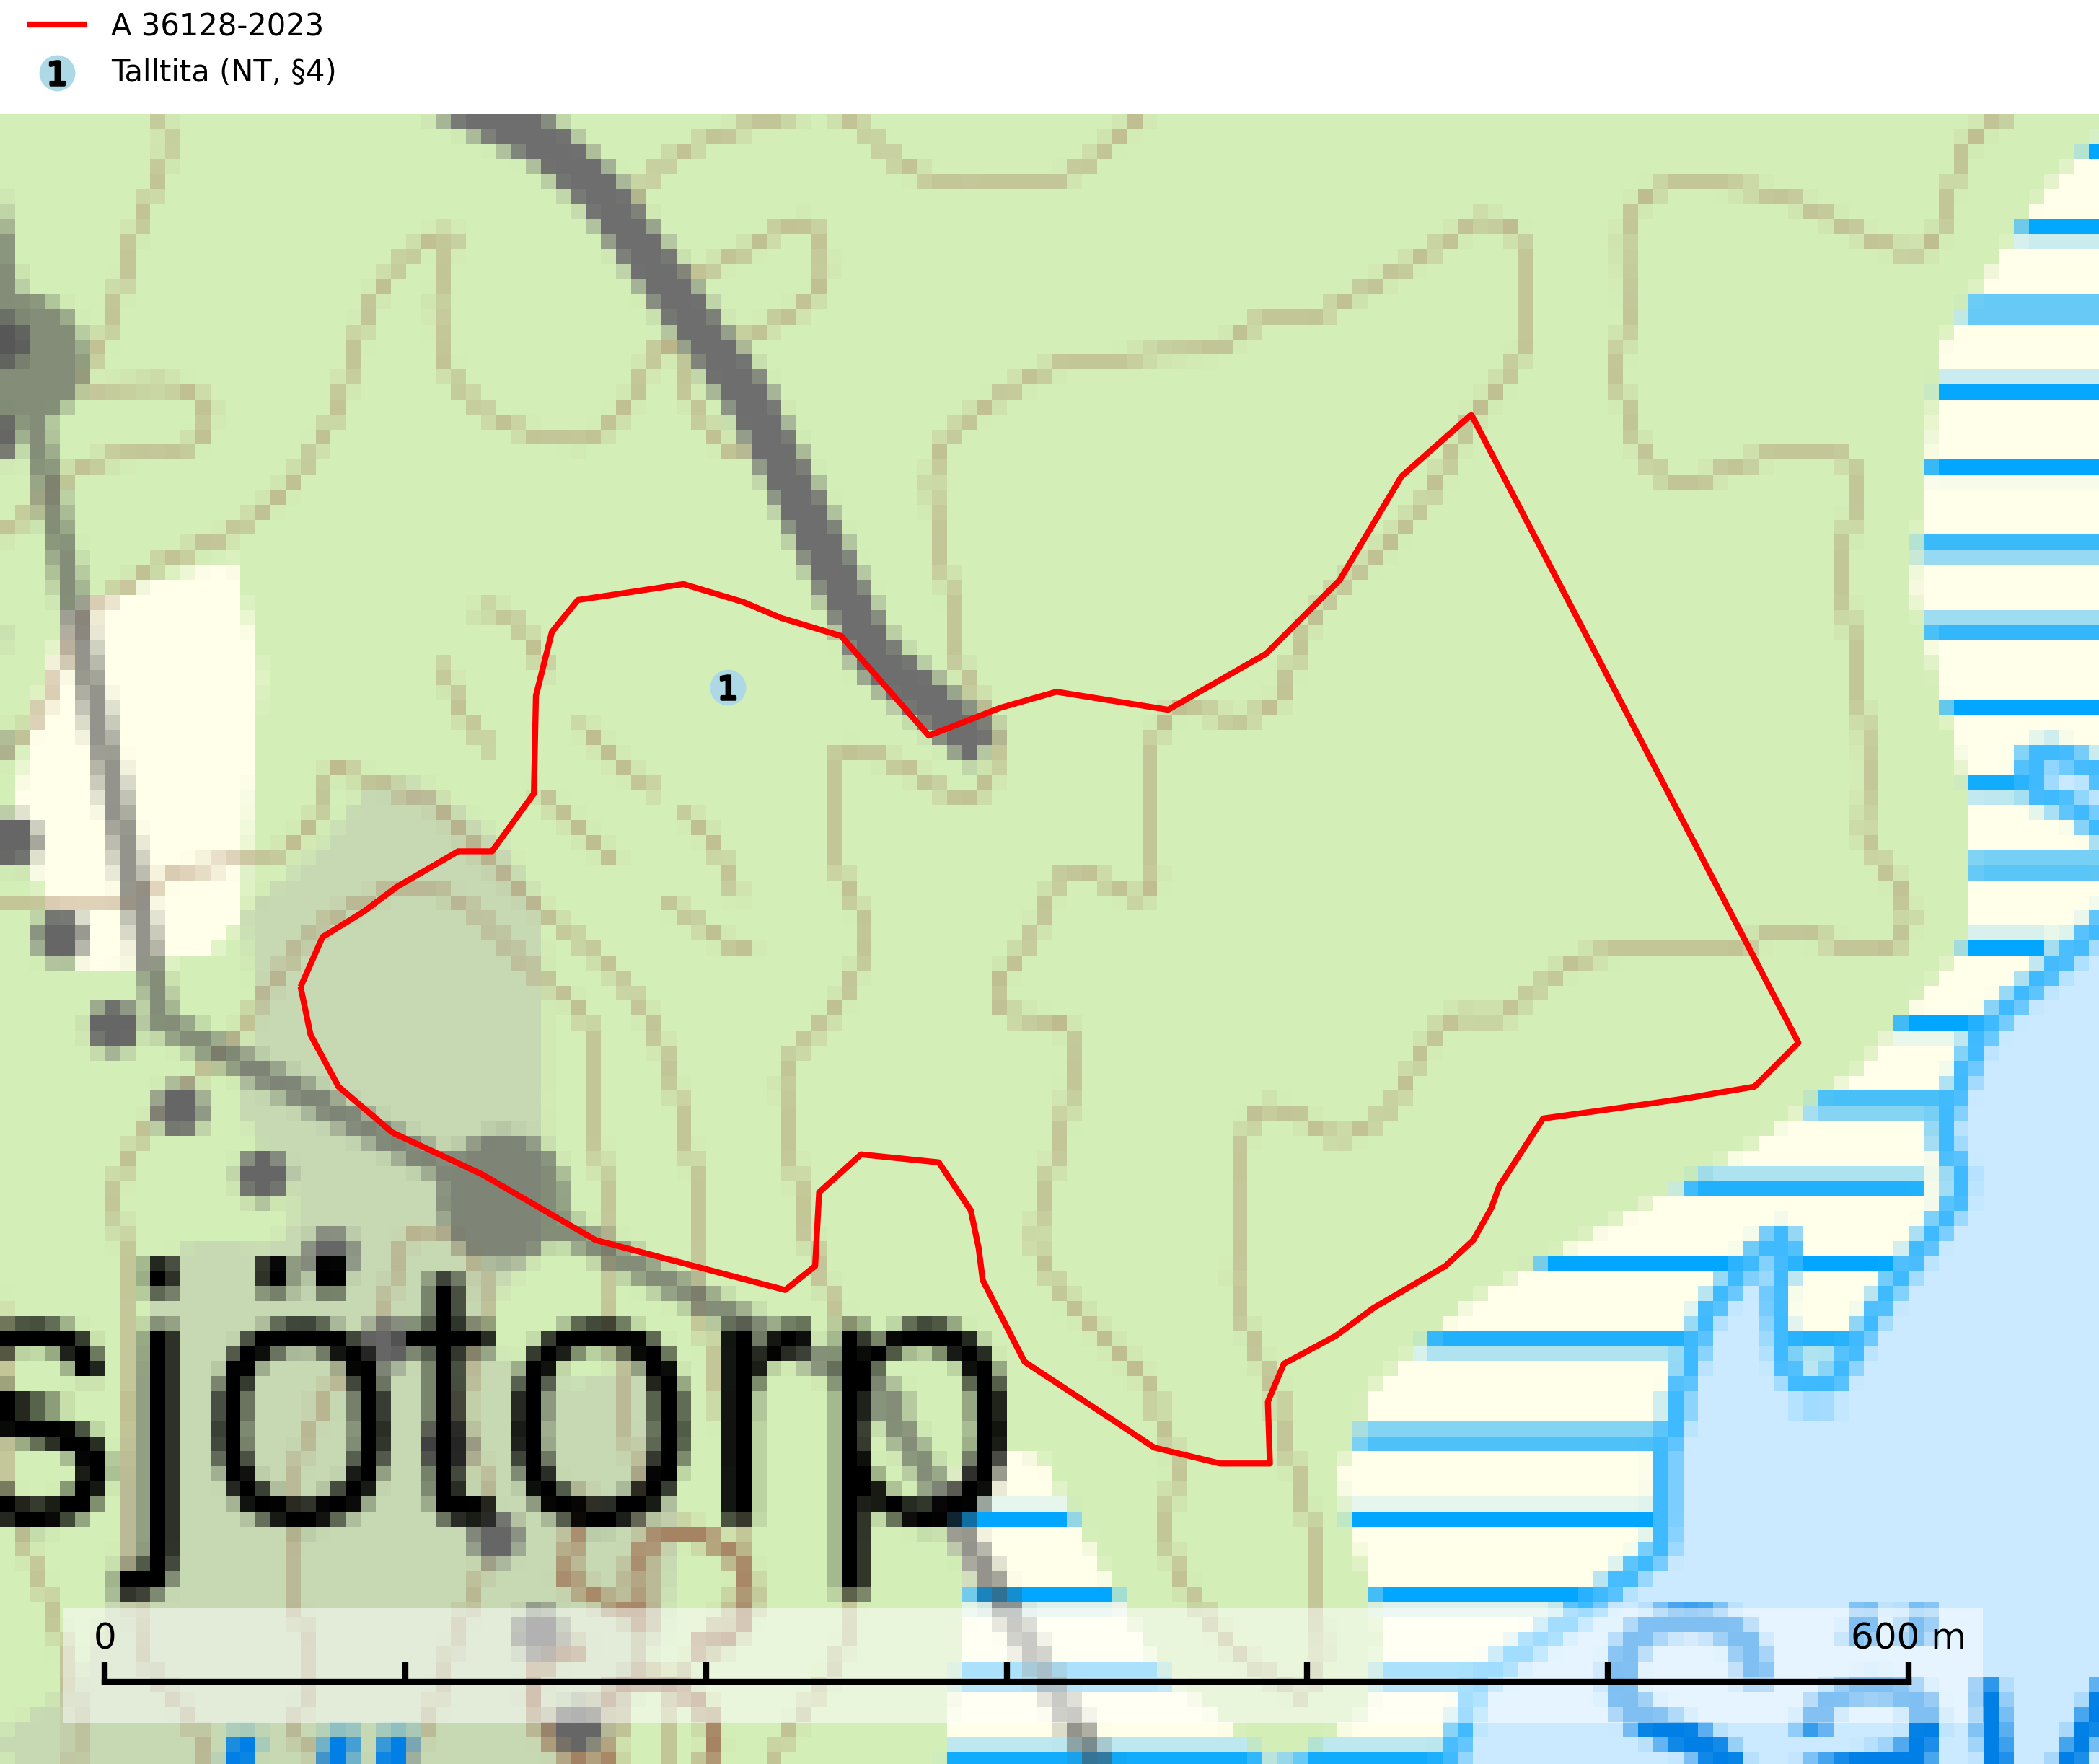 A 36128-2023
1 Talltita (NT, §4)
1
sjötorp
0 600 m